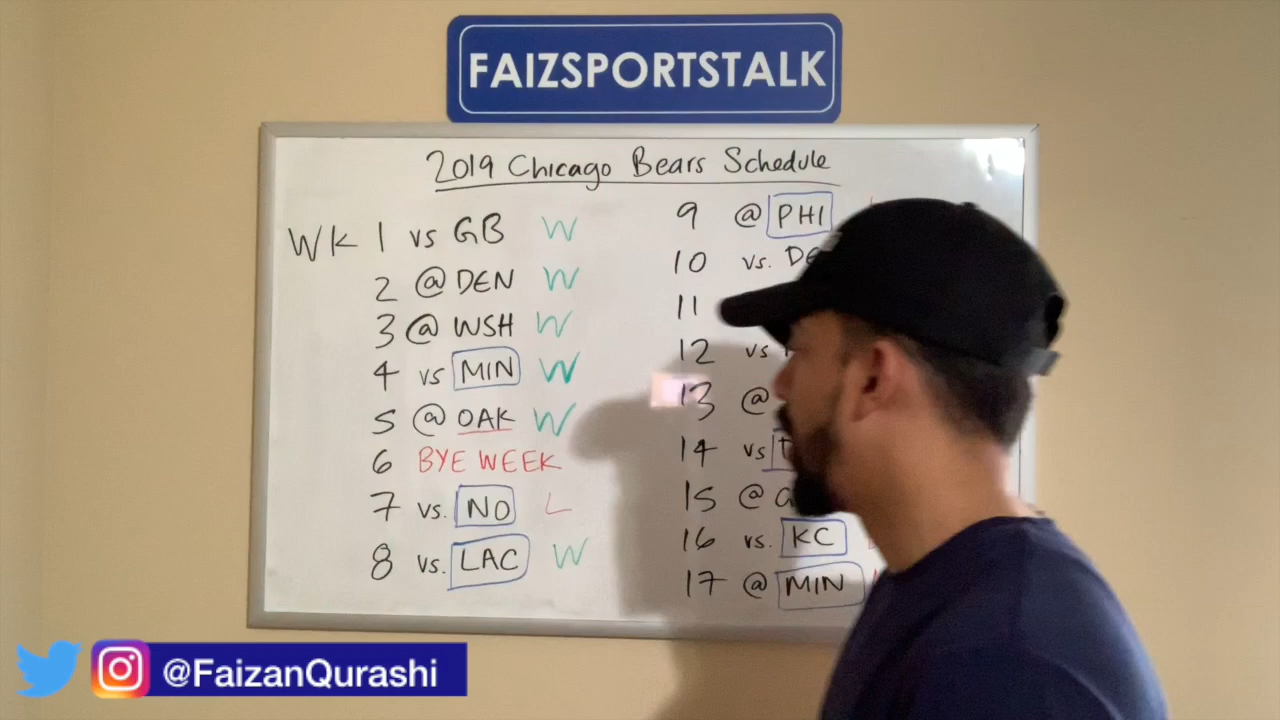 FAIZSPORTSTALK
2019 Chicago Bears Schedule
WK 1 vs GB W
2 @ DEN W
3 @ WSH W
4 vs MIN W
5 @ OAK W
6 BYE WEEK
7 vs. NO L
8 vs. LAC W
9 @ PHI
10 vs.
11
12 vs
13 @
14 vs
15 @
16 vs. KC
17 @ MIN
@FaizanQurashi